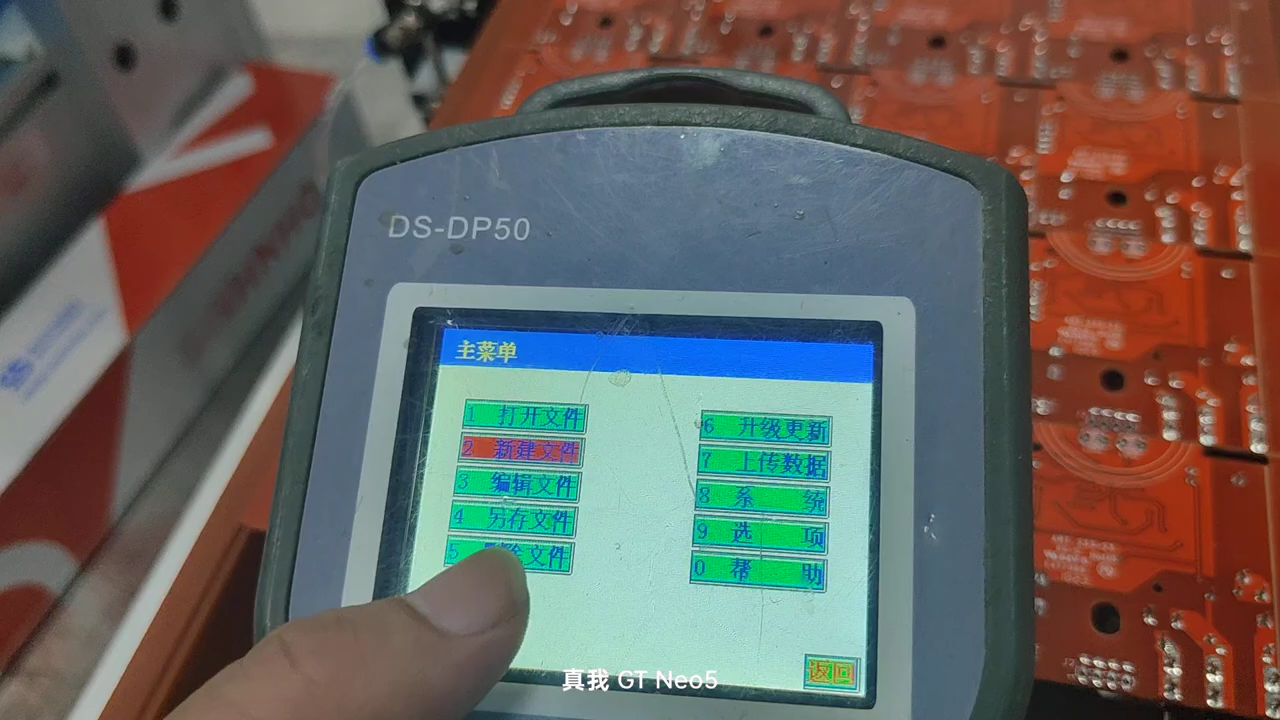 DS-DP50
主菜单
1 打开文件
2 新建文件
3 编辑文件
4 另存文件
5 删除文件
6 升级更新
7 上传数据
8 系 统
9 选 项
0 帮 助
返回
真我 GT Neo5